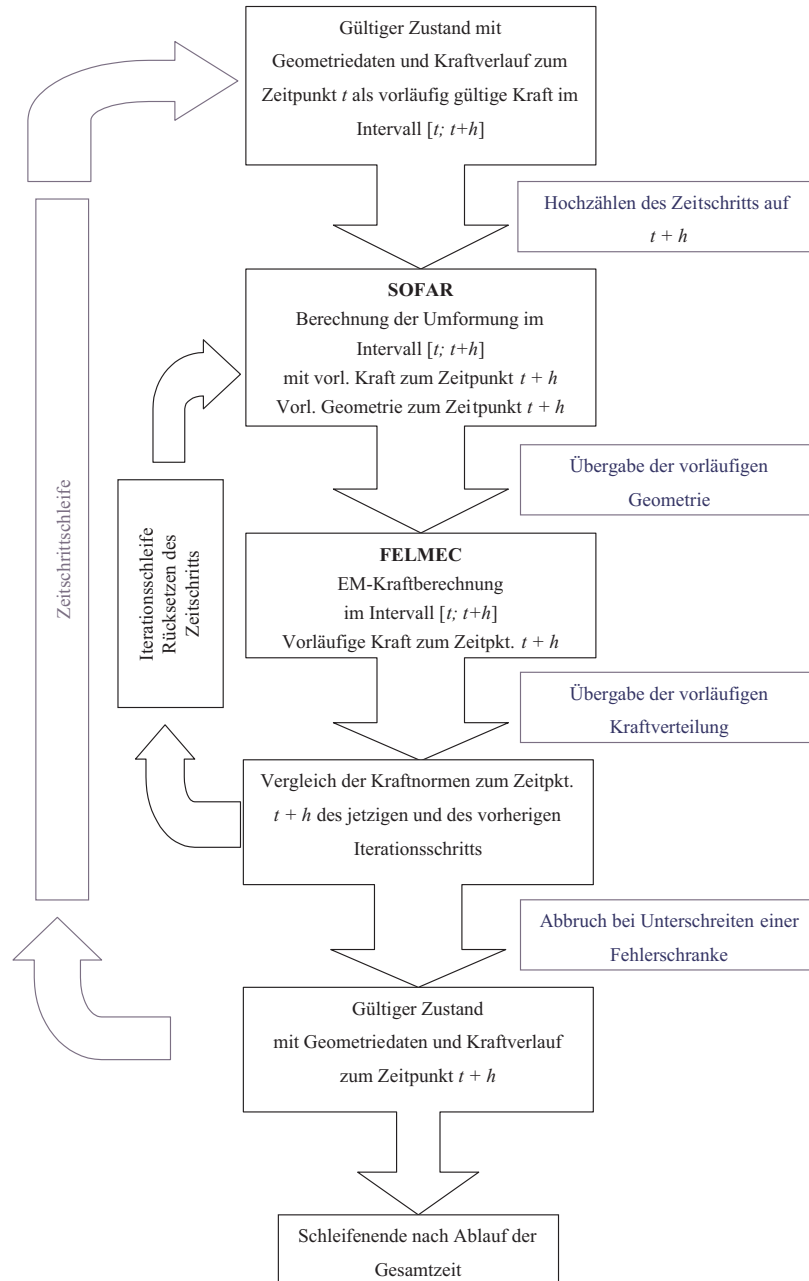 Gültiger Zustand mit
Geometriedaten und Kraftverlauf zum
Zeitpunkt t als vorläufig gültige Kraft im
Intervall [t; t+h]
Hochzählen des Zeitschritts auf
t + h
SOFAR
Berechnung der Umformung im
Intervall [t; t+h]
mit vorl. Kraft zum Zeitpunkt t + h
Vorl. Geometrie zum Zeitpunkt t + h
Übergabe der vorläufigen
Geometrie
Zeitschrittschleife
Iterationsschleife
Rücksetzen des
Zeitschritts
FELMEC
EM-Kraftberechnung
im Intervall [t; t+h]
Vorläufige Kraft zum Zeitpkt. t + h
Übergabe der vorläufigen
Kraftverteilung
Vergleich der Kraftnormen zum Zeitpkt.
t + h des jetzigen und des vorherigen
Iterationsschritts
Abbruch bei Unterschreiten einer
Fehlerschranke
Gültiger Zustand
mit Geometriedaten und Kraftverlauf
zum Zeitpunkt t + h
Schleifenende nach Ablauf der
Gesamtzeit